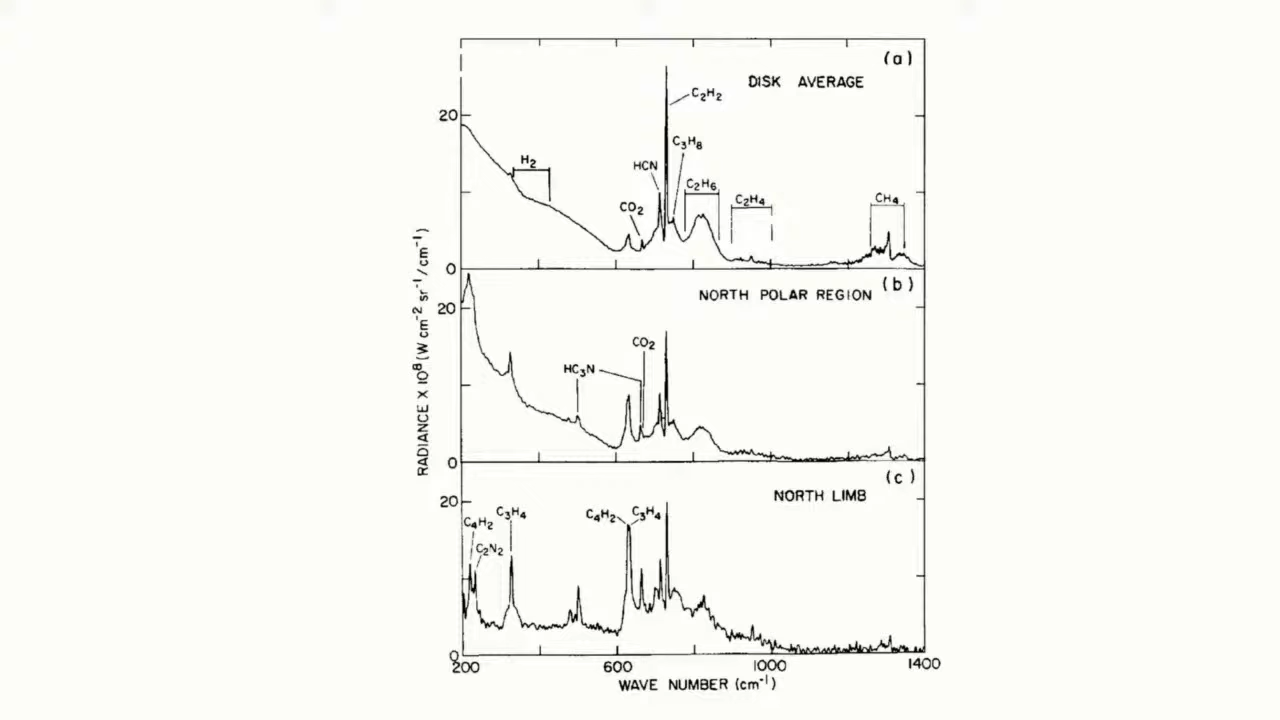 (a)
DISK AVERAGE
C₂H₂
20
C₃H₈
H₂
HCN
C₂H₆
C₂H₄
CH₄
CO₂
0
(b)
NORTH POLAR REGION
20
CO₂
HC₃N
RADIANCE X 10⁸ (W cm⁻² sr⁻¹/cm⁻¹)
0
(c)
NORTH LIMB
20
C₄H₂
C₃H₄
C₄H₂
C₃H₄
C₂N₂
0
200 600 1000 1400
WAVE NUMBER (cm⁻¹)